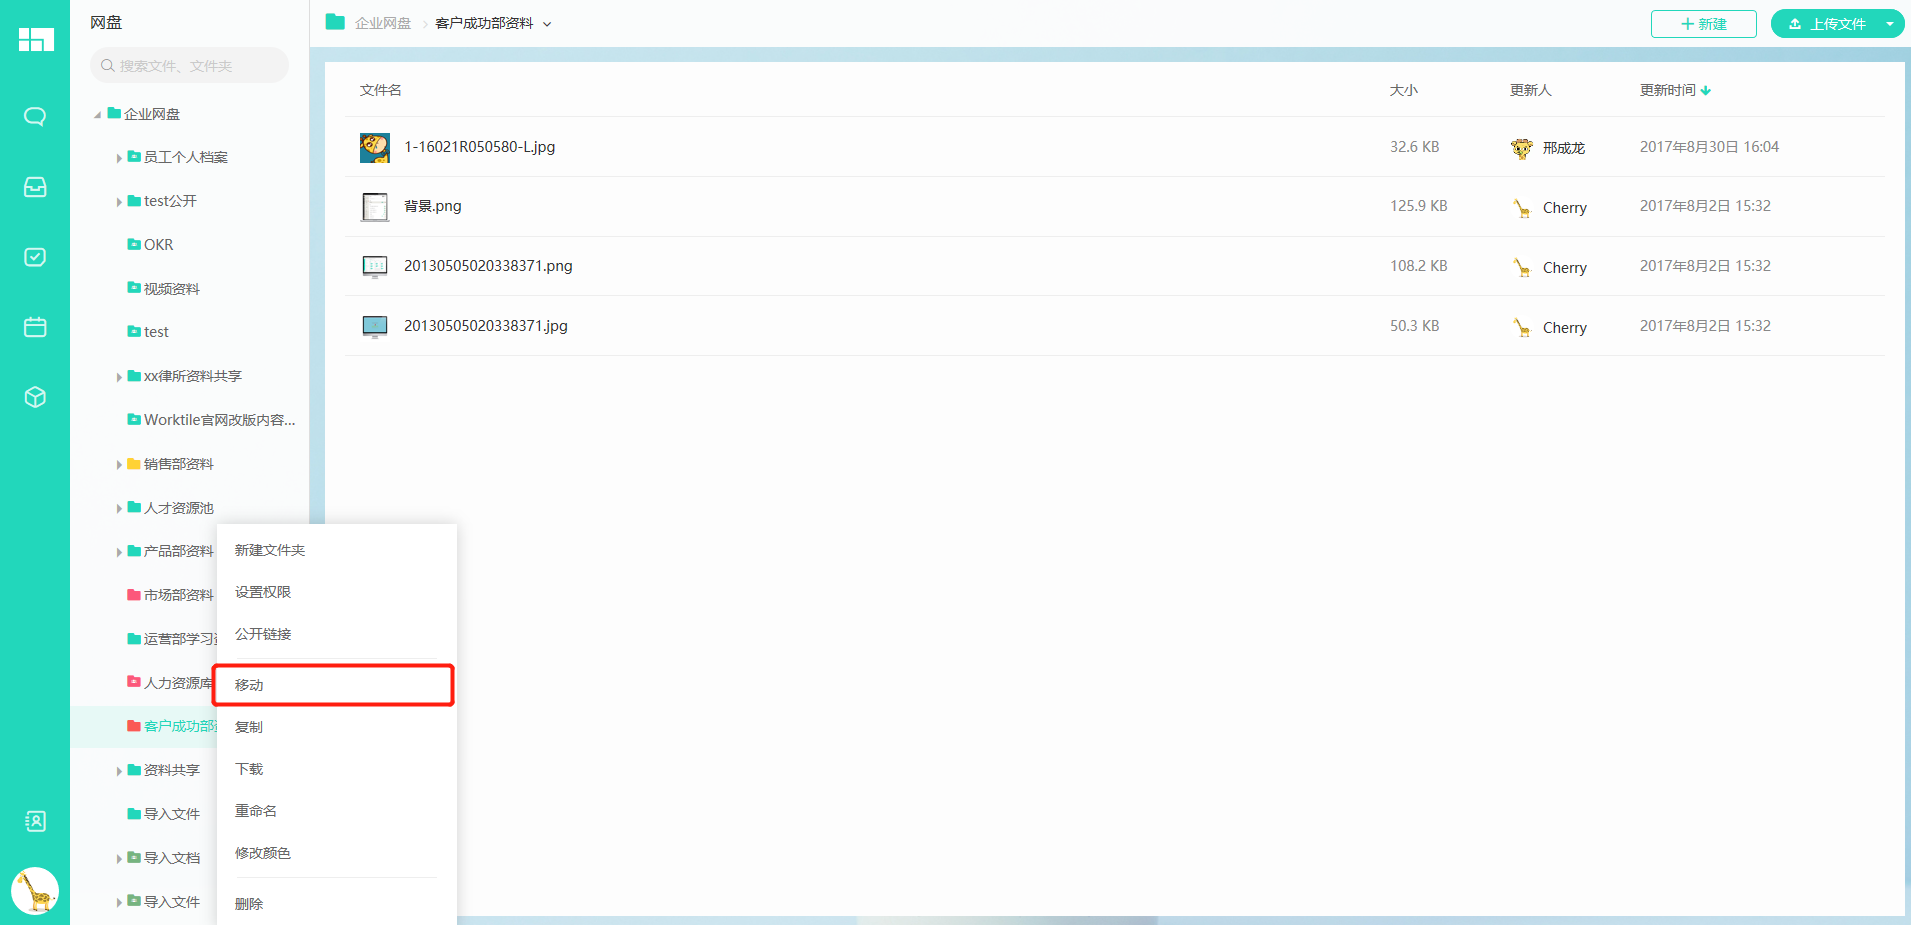 网盘
搜索文件、文件夹
企业网盘
员工个人档案
test公开
OKR
视频资料
test
xx律所资料共享
Worktile官网改版内容...
销售部资料
人才资源池
产品部资料
市场部资料
运营部学习
人力资源库
客户成功部
资料共享
导入文件
导入文档
导入文件
新建文件夹
设置权限
公开链接
移动
复制
下载
重命名
修改颜色
删除
企业网盘 客户成功部资料
新建 上传文件
文件名 大小 更新人 更新时间
1-16021R050580-L.jpg 32.6 KB 邢成龙 2017年8月30日 16:04
背景.png 125.9 KB Cherry 2017年8月2日 15:32
20130505020338371.png 108.2 KB Cherry 2017年8月2日 15:32
20130505020338371.jpg 50.3 KB Cherry 2017年8月2日 15:32